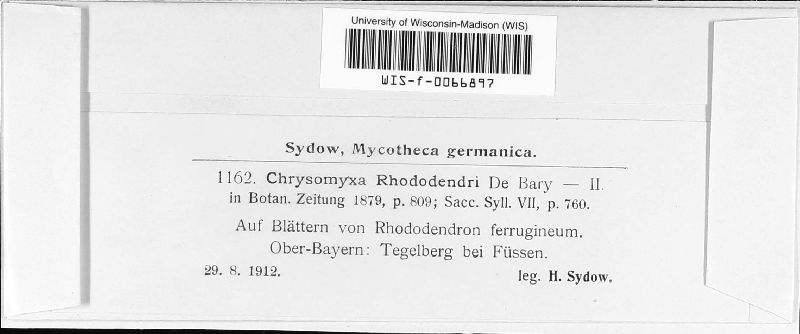 University of Wisconsin-Madison (WIS)
WIS-f-0066897
Sydow, Mycotheca germanica.
1162. Chrysomyxa Rhododendri De Bary — II.
in Botan. Zeitung 1879, p. 809; Sacc. Syll. VII, p. 760.
Auf Blättern von Rhododendron ferrugineum.
Ober-Bayern: Tegelberg bei Füssen.
29. 8. 1912. leg. H. Sydow.